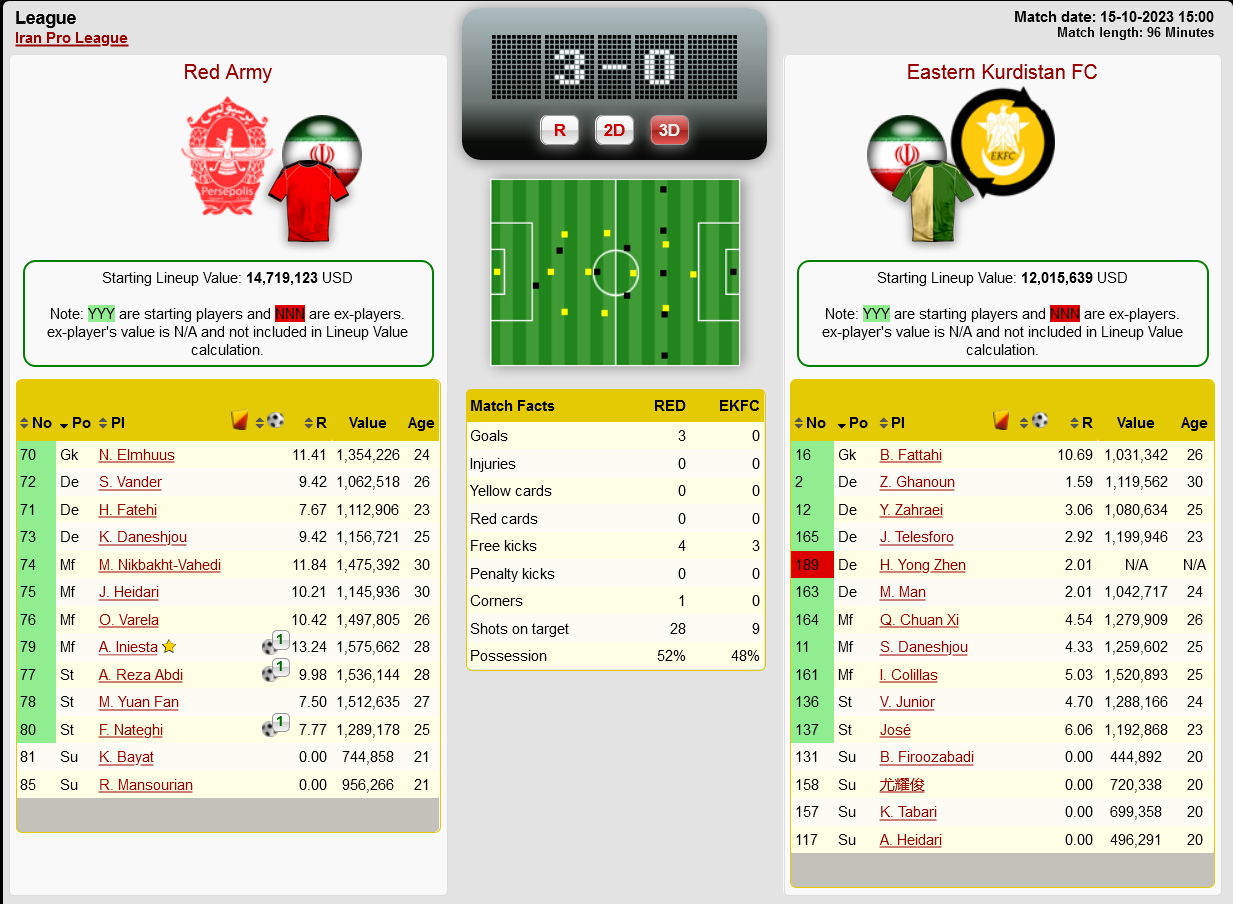 League
Iran Pro League
Match date: 15-10-2023 15:00
Match length: 96 Minutes
3-0
R 2D 3D
Red Army
پرسپولیس
Persepolis
Starting Lineup Value: 14,719,123 USD
Note: YYY are starting players and NNN are ex-players.
ex-player's value is N/A and not included in Lineup Value
calculation.
No Po Pl R Value Age
70 Gk N. Elmhuus 11.41 1,354,226 24
72 De S. Vander 9.42 1,062,518 26
71 De H. Fatehi 7.67 1,112,906 23
73 De K. Daneshjou 9.42 1,156,721 25
74 Mf M. Nikbakht-Vahedi 11.84 1,475,392 30
75 Mf J. Heidari 10.21 1,145,936 30
76 Mf O. Varela 10.42 1,497,805 26
79 Mf A. Iniesta 1 13.24 1,575,662 28
77 St A. Reza Abdi 1 9.98 1,536,144 28
78 St M. Yuan Fan 7.50 1,512,635 27
80 St F. Nateghi 1 7.77 1,289,178 25
81 Su K. Bayat 0.00 744,858 21
85 Su R. Mansourian 0.00 956,266 21
Match Facts RED EKFC
Goals 3 0
Injuries 0 0
Yellow cards 0 0
Red cards 0 0
Free kicks 4 3
Penalty kicks 0 0
Corners 1 0
Shots on target 28 9
Possession 52% 48%
Eastern Kurdistan FC
EKFC
Starting Lineup Value: 12,015,639 USD
Note: YYY are starting players and NNN are ex-players.
ex-player's value is N/A and not included in Lineup Value
calculation.
No Po Pl R Value Age
16 Gk B. Fattahi 10.69 1,031,342 26
2 De Z. Ghanoun 1.59 1,119,562 30
12 De Y. Zahraei 3.06 1,080,634 25
165 De J. Telesforo 2.92 1,199,946 23
189 De H. Yong Zhen 2.01 N/A N/A
163 De M. Man 2.01 1,042,717 24
164 Mf Q. Chuan Xi 4.54 1,279,909 26
11 Mf S. Daneshjou 4.33 1,259,602 25
161 Mf I. Colillas 5.03 1,520,893 25
136 St V. Junior 4.70 1,288,166 24
137 St José 6.06 1,192,868 23
131 Su B. Firoozabadi 0.00 444,892 20
158 Su 尤耀俊 0.00 720,338 20
157 Su K. Tabari 0.00 699,358 20
117 Su A. Heidari 0.00 496,291 20